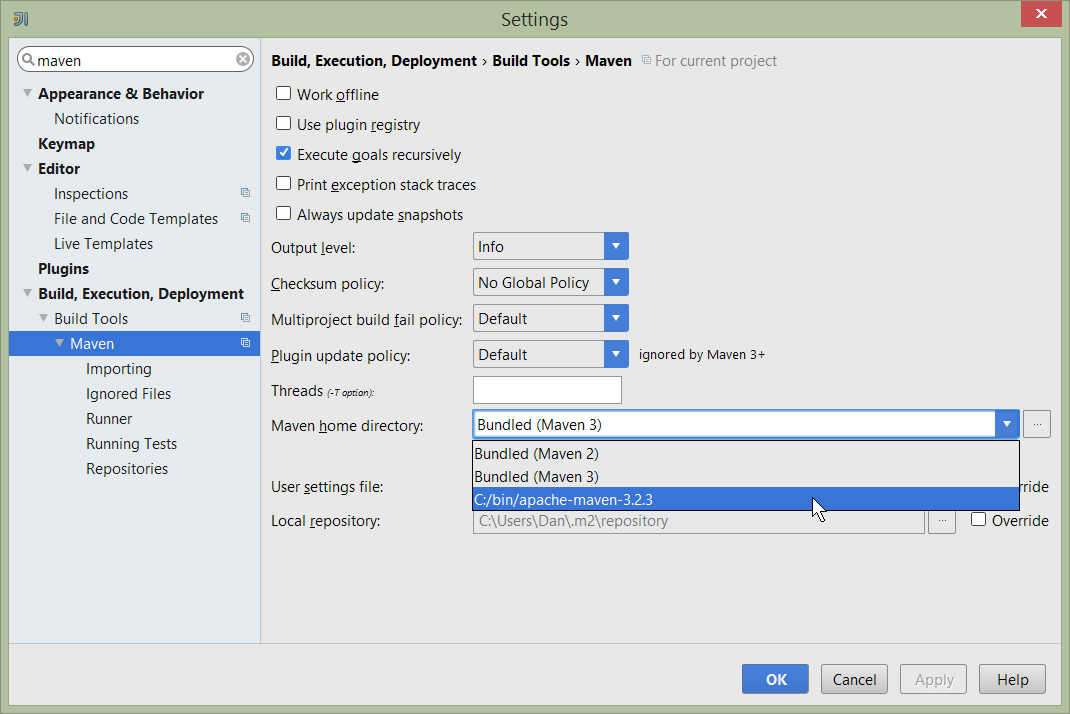 Settings
maven
Appearance & Behavior
Notifications
Keymap
Editor
Inspections
File and Code Templates
Live Templates
Plugins
Build, Execution, Deployment
Build Tools
Maven
Importing
Ignored Files
Runner
Running Tests
Repositories
Build, Execution, Deployment › Build Tools › Maven For current project
Work offline
Use plugin registry
Execute goals recursively
Print exception stack traces
Always update snapshots
Output level: Info
Checksum policy: No Global Policy
Multiproject build fail policy: Default
Plugin update policy: Default ignored by Maven 3+
Threads (-T option):
Maven home directory: Bundled (Maven 3) ...
Bundled (Maven 2)
Bundled (Maven 3)
C:/bin/apache-maven-3.2.3
User settings file: rride
Local repository: C:\Users\Dan\.m2\repository ... Override
OK Cancel Apply Help